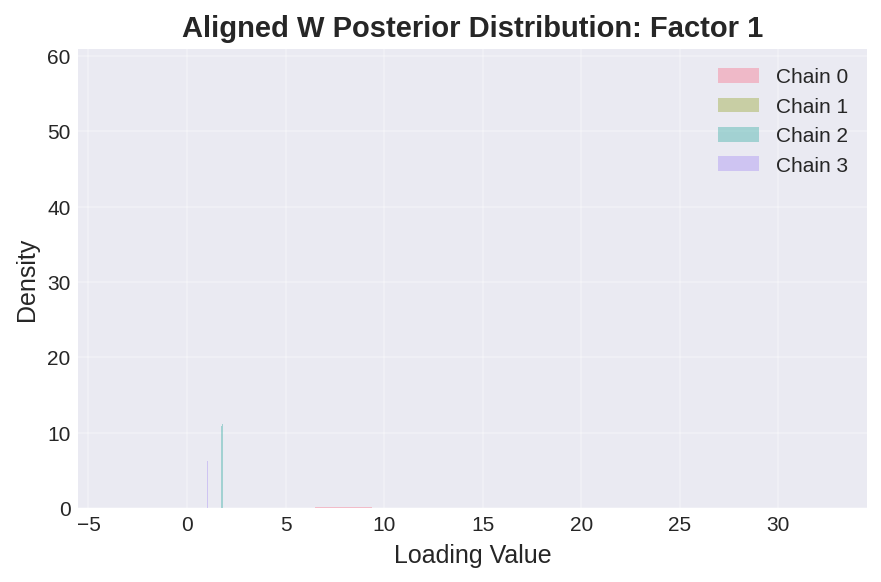 Aligned W Posterior Distribution: Factor 1
60
50
40
30
20
10
0
Density
Chain 0
Chain 1
Chain 2
Chain 3
−5 0 5 10 15 20 25 30
Loading Value